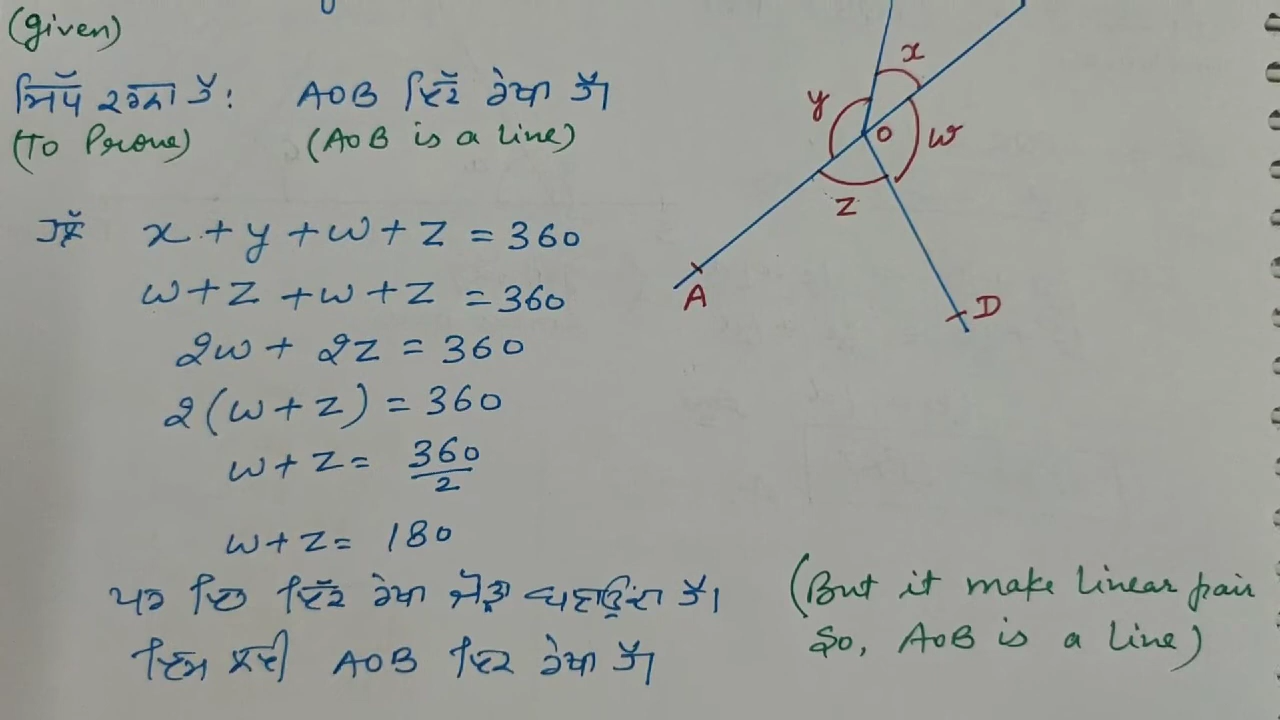 (given)
ਸਿੱਧ ਕਰਨਾ ਹੈ: AOB ਇੱਕ ਰੇਖਾ ਹੈ।
(To Prove) (AOB is a line)
x
y
O
w
z
A
D
ਹੁਣ x + y + w + z = 360
w + z + w + z = 360
2w + 2z = 360
2(w + z) = 360
w + z = 360/2
w + z = 180
ਪਰ ਇਹ ਇੱਕ ਰੇਖਾ ਜੋੜਾ ਬਣਾਉਂਦਾ ਹੈ।
(But it make linear pair
ਇਸ ਲਈ AOB ਇਕ ਰੇਖਾ ਹੈ।
So, AOB is a line)